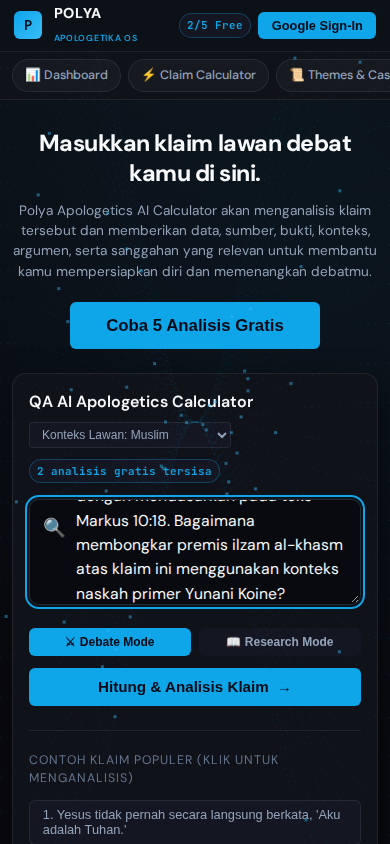 P
POLYA
APOLOGETIKA OS
2/5 Free
Google Sign-In
📊 Dashboard
⚡ Claim Calculator
📜 Themes & Cas
Masukkan klaim lawan debat
kamu di sini.
Polya Apologetics AI Calculator akan menganalisis klaim
tersebut dan memberikan data, sumber, bukti, konteks,
argumen, serta sanggahan yang relevan untuk membantu
kamu mempersiapkan diri dan memenangkan debatmu.
Coba 5 Analisis Gratis
QA AI Apologetics Calculator
Konteks Lawan: Muslim
2 analisis gratis tersisa
dengan mendasarkan pada teks
Markus 10:18. Bagaimana
membongkar premis ilzam al-khasm
atas klaim ini menggunakan konteks
naskah primer Yunani Koine?
⚔ Debate Mode
📖 Research Mode
Hitung & Analisis Klaim →
CONTOH KLAIM POPULER (KLIK UNTUK
MENGANALISIS)
1. Yesus tidak pernah secara langsung berkata, 'Aku
adalah Tuhan.'